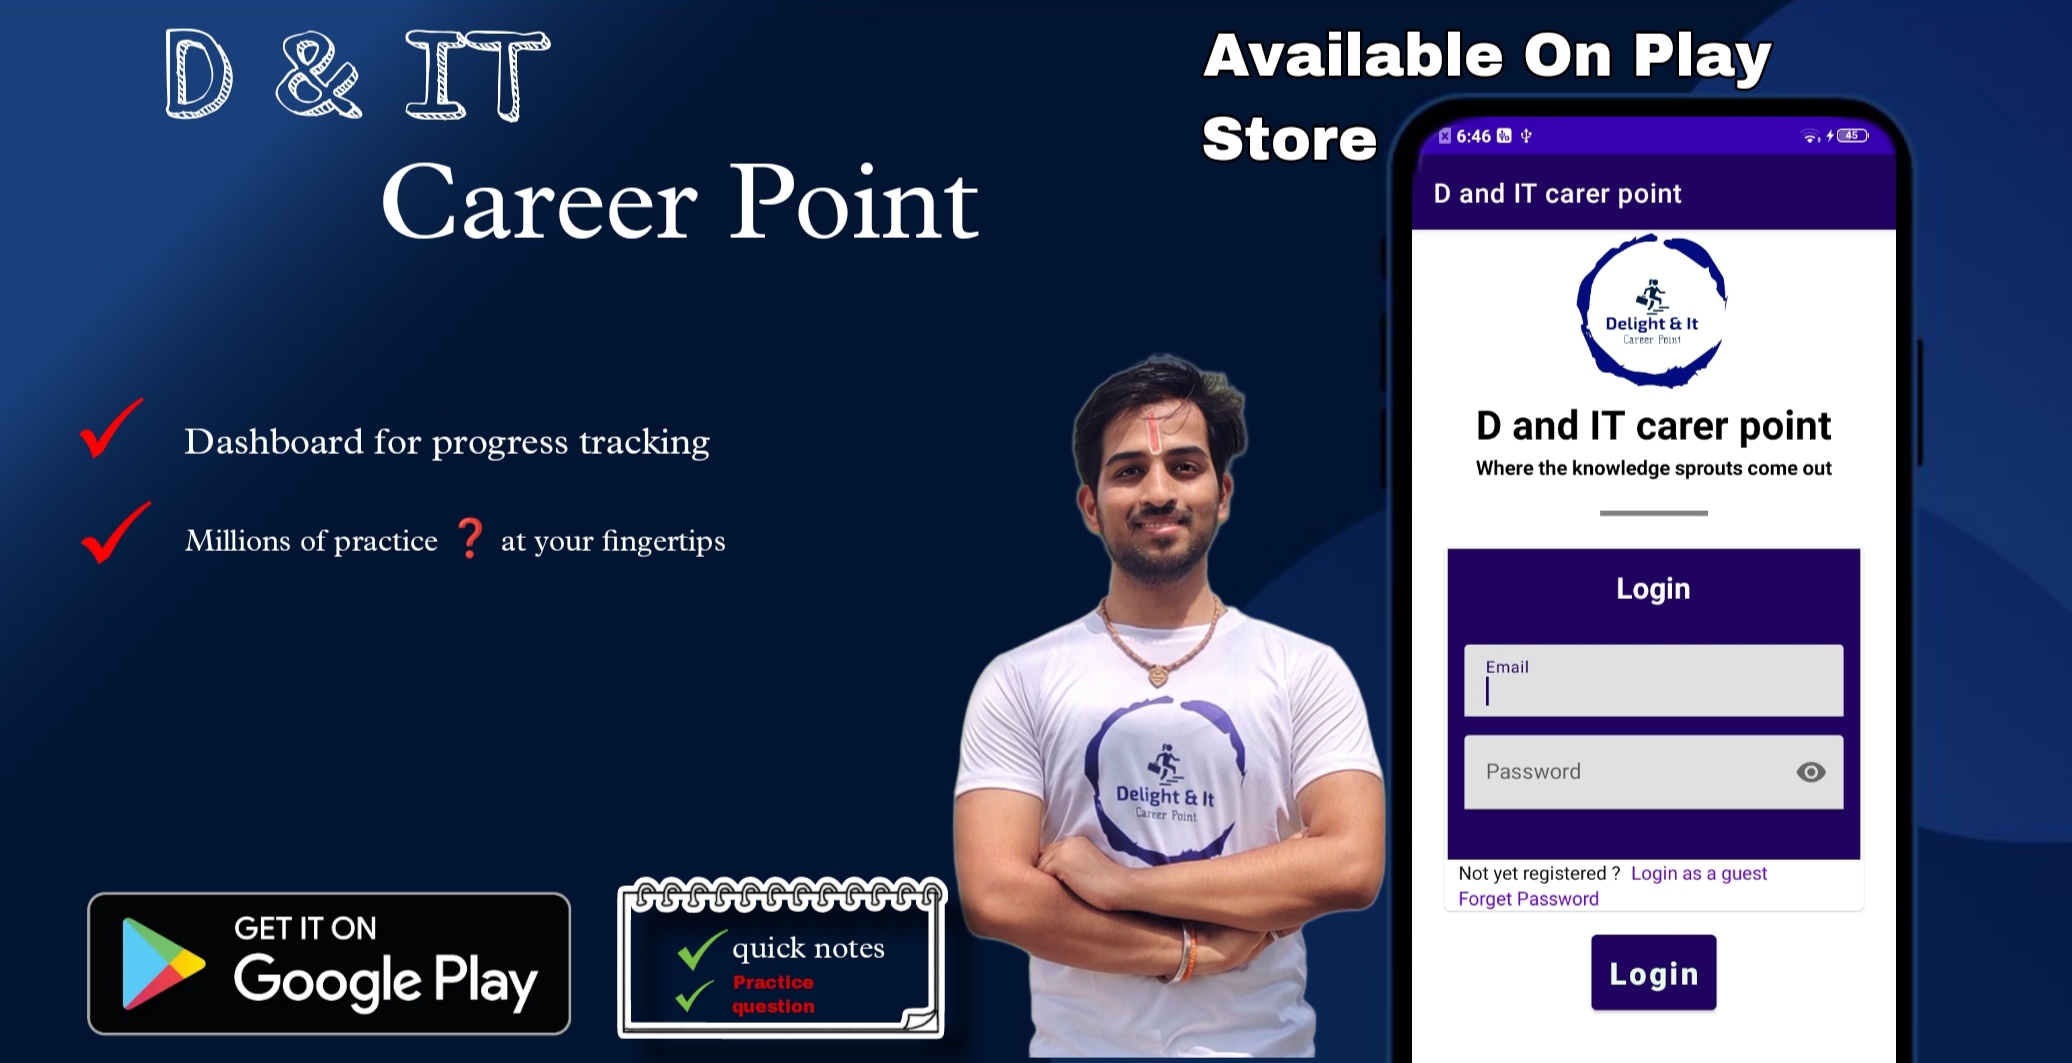 D & IT
Career Point
Available On Play
Store
Dashboard for progress tracking
Millions of practice ❓ at your fingertips
GET IT ON
Google Play
quick notes
Practice
question
Delight & It
Career Point
6:46
45
D and IT carer point
Delight & It
Career Point
D and IT carer point
Where the knowledge sprouts come out
Login
Email
Password
Not yet registered ? Login as a guest
Forget Password
Login